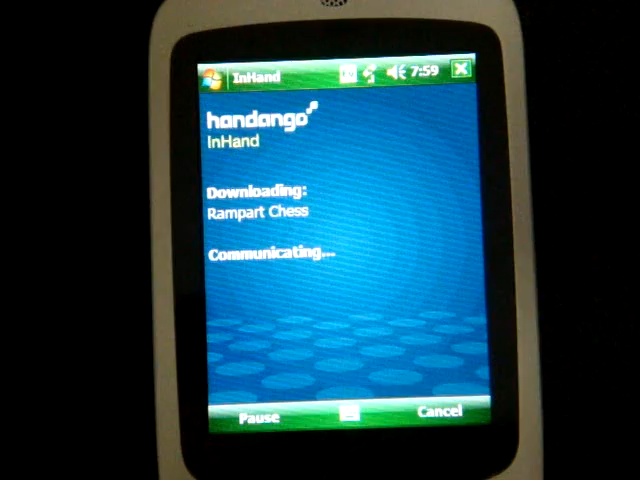 InHand 7:59
handango
InHand
Downloading:
Rampart Chess
Communicating...
Pause Cancel